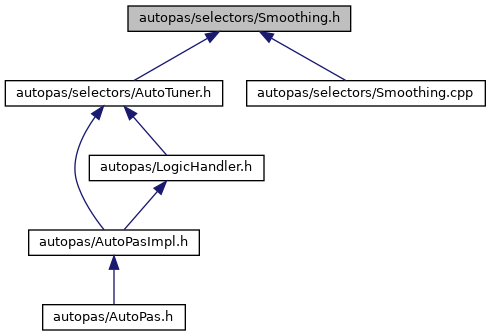 autopas/selectors/Smoothing.h
autopas/selectors/AutoTuner.h
autopas/selectors/Smoothing.cpp
autopas/LogicHandler.h
autopas/AutoPasImpl.h
autopas/AutoPas.h